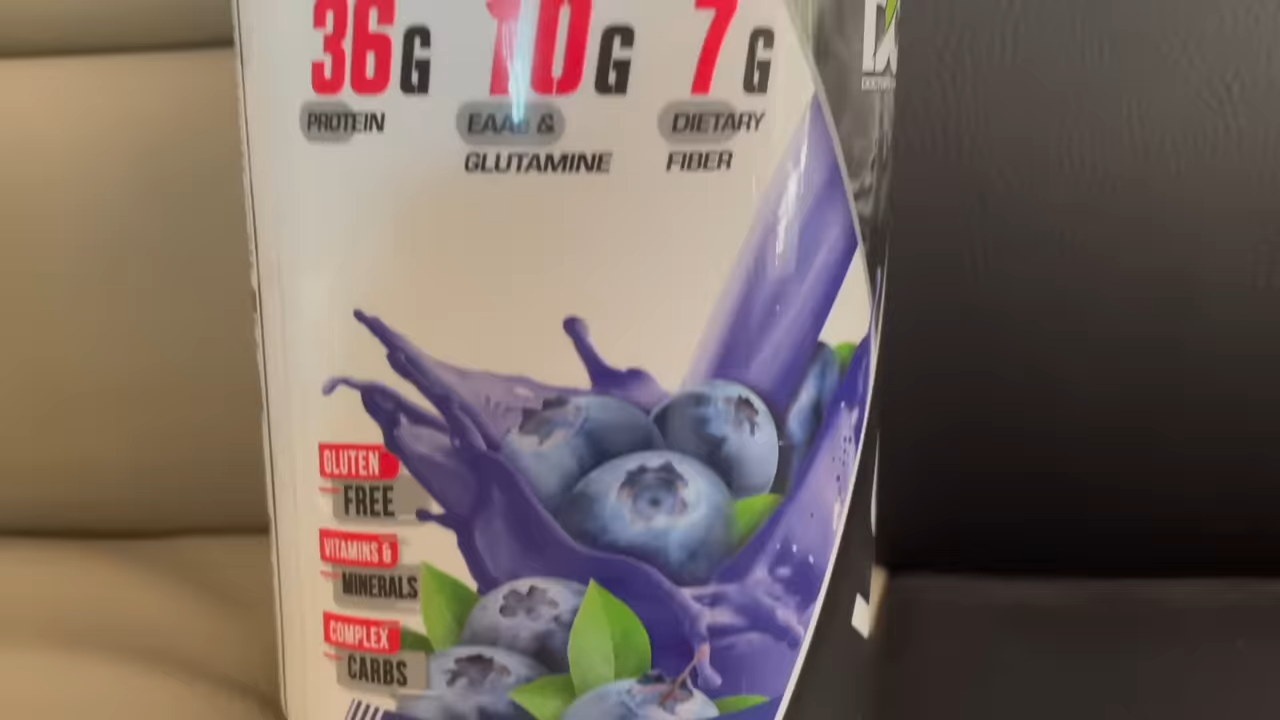 36G 10G 7G
PROTEIN EAAS & DIETARY
GLUTAMINE FIBER
GLUTEN
FREE
VITAMINS &
MINERALS
COMPLEX
CARBS